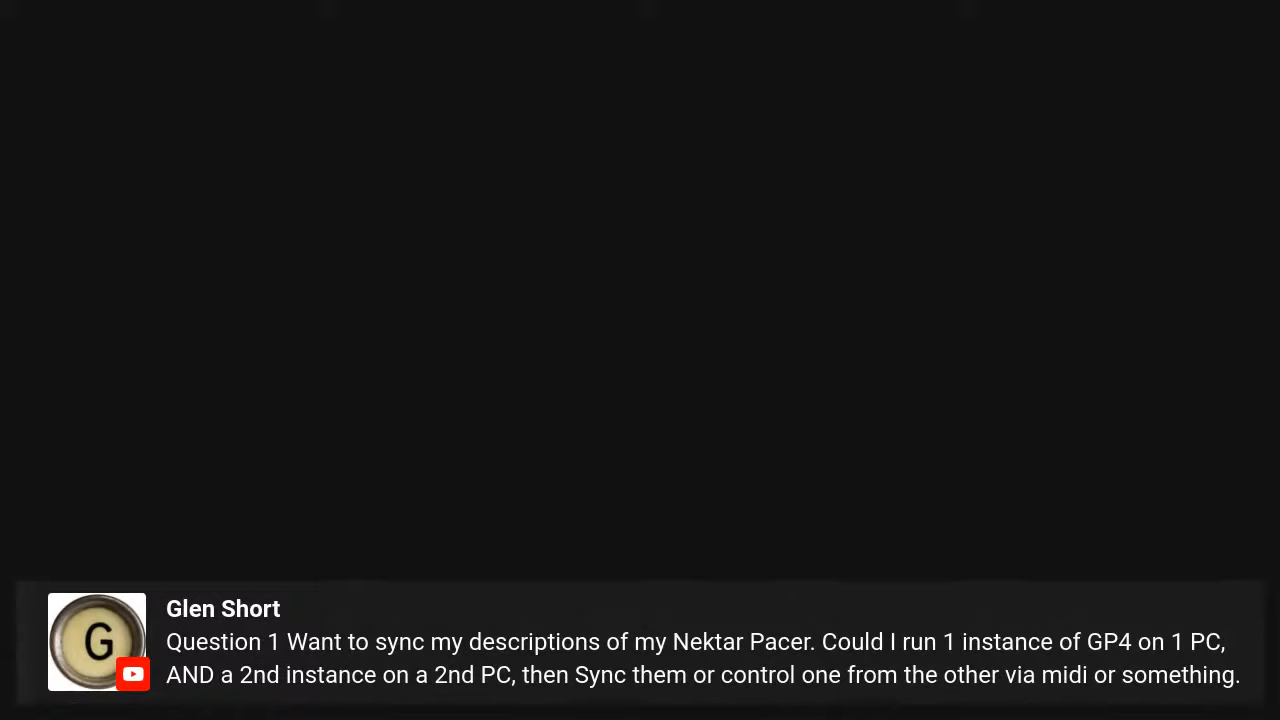 Glen Short
G
Question 1 Want to sync my descriptions of my Nektar Pacer. Could I run 1 instance of GP4 on 1 PC,
AND a 2nd instance on a 2nd PC, then Sync them or control one from the other via midi or something.